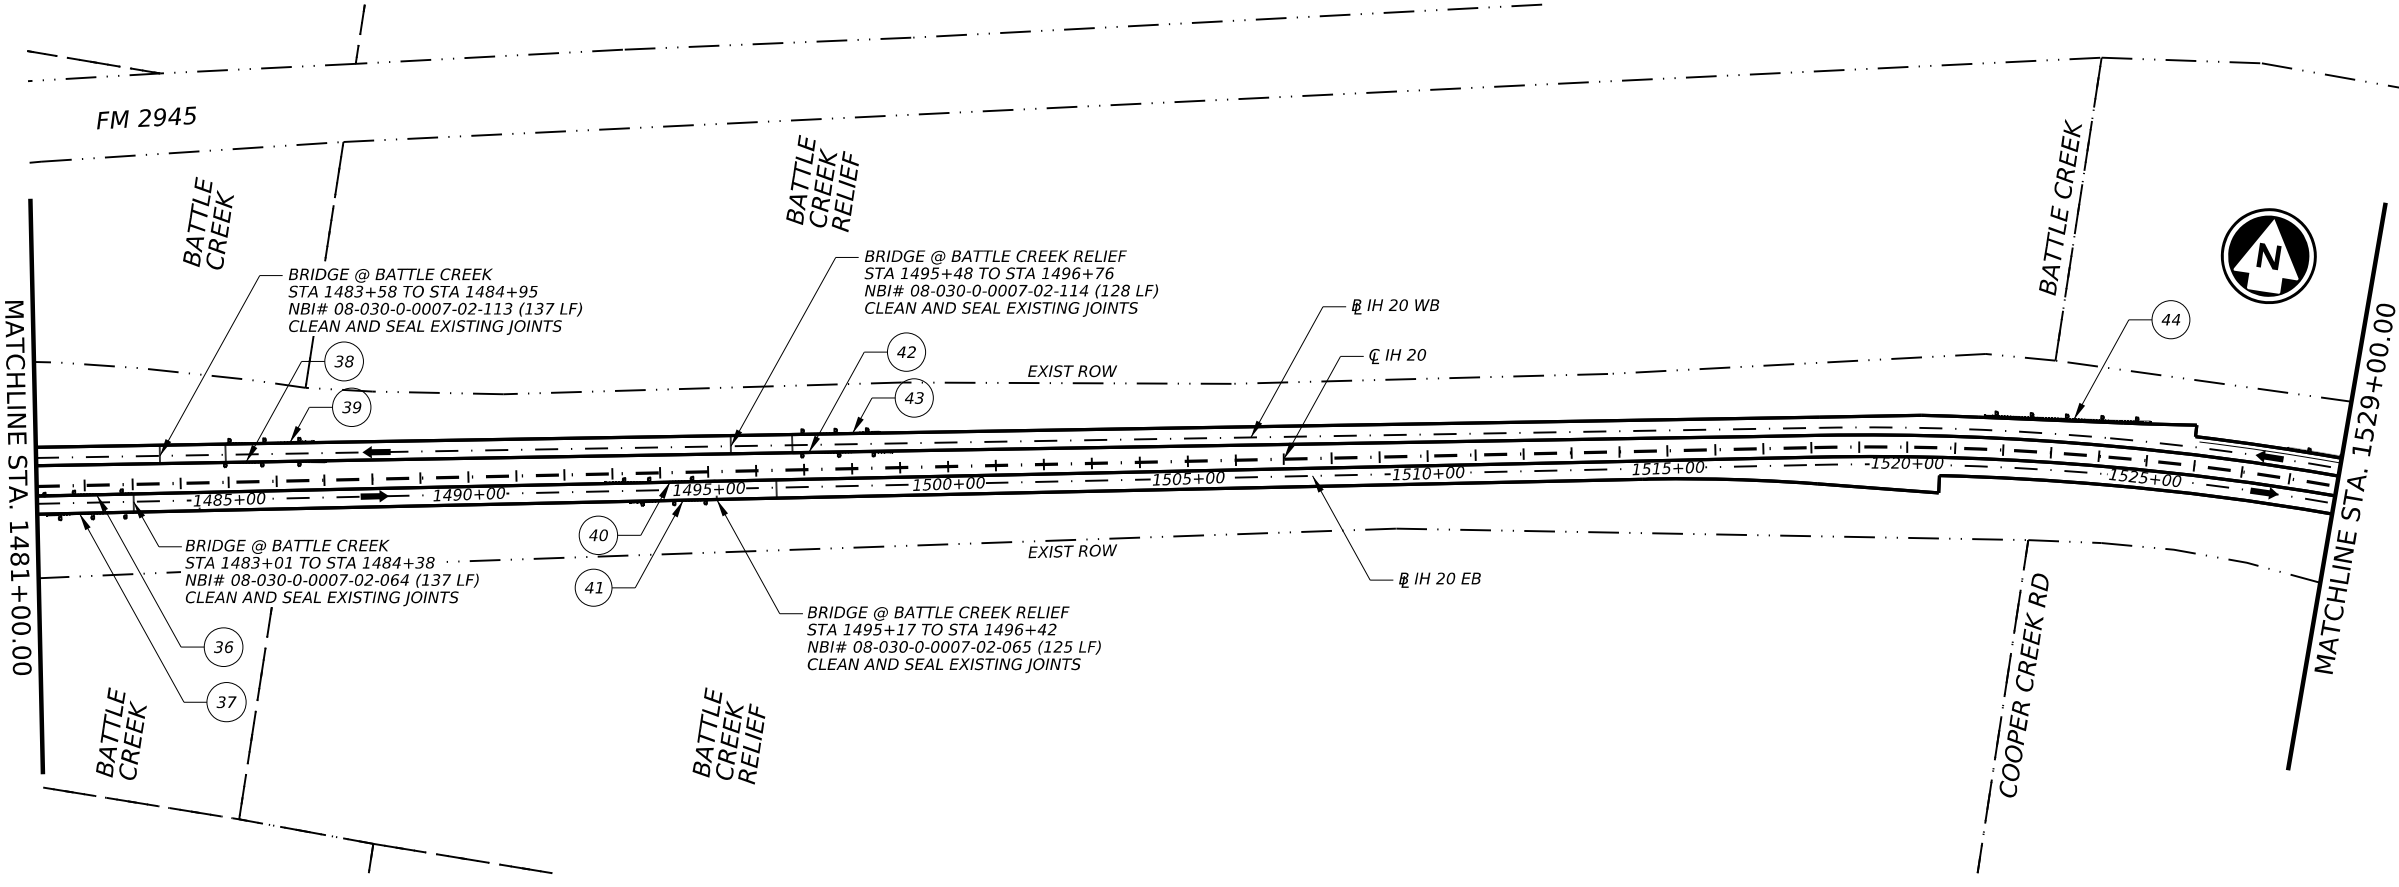 FM 2945
BATTLE
CREEK
BATTLE
CREEK
RELIEF
BATTLE CREEK
N
BRIDGE @ BATTLE CREEK
STA 1483+58 TO STA 1484+95
NBI# 08-030-0-0007-02-113 (137 LF)
CLEAN AND SEAL EXISTING JOINTS
BRIDGE @ BATTLE CREEK RELIEF
STA 1495+48 TO STA 1496+76
NBI# 08-030-0-0007-02-114 (128 LF)
CLEAN AND SEAL EXISTING JOINTS
BL IH 20 WB
CL IH 20
44
42
38
43
39
EXIST ROW
MATCHLINE STA. 1481+00.00
MATCHLINE STA. 1529+00.00
1485+00
1490+00
1495+00
1500+00
1505+00
1510+00
1515+00
1520+00
1525+00
40
41
EXIST ROW
BL IH 20 EB
BRIDGE @ BATTLE CREEK
STA 1483+01 TO STA 1484+38
NBI# 08-030-0-0007-02-064 (137 LF)
CLEAN AND SEAL EXISTING JOINTS
BRIDGE @ BATTLE CREEK RELIEF
STA 1495+17 TO STA 1496+42
NBI# 08-030-0-0007-02-065 (125 LF)
CLEAN AND SEAL EXISTING JOINTS
36
37
BATTLE
CREEK
BATTLE
CREEK
RELIEF
COOPER CREEK RD